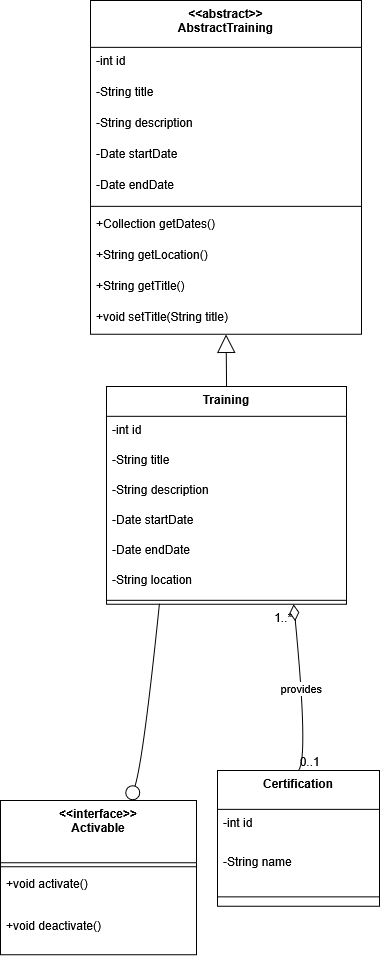 <<abstract>>
AbstractTraining
-int id
-String title
-String description
-Date startDate
-Date endDate
+Collection getDates()
+String getLocation()
+String getTitle()
+void setTitle(String title)
Training
-int id
-String title
-String description
-Date startDate
-Date endDate
-String location
1..*
provides
0..1
<<interface>>
Activable
+void activate()
+void deactivate()
Certification
-int id
-String name